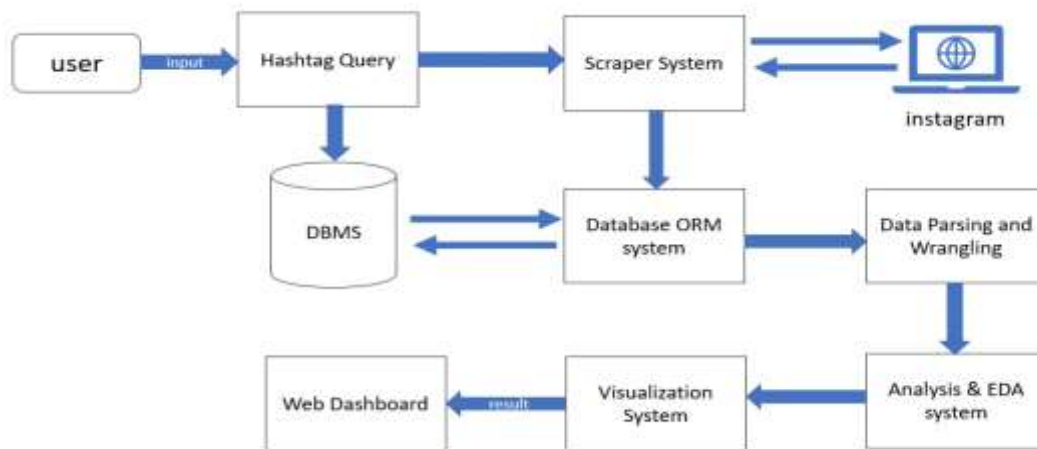 user
input
Hashtag Query
Scraper System
instagram
DBMS
Database ORM
system
Data Parsing and
Wrangling
Web Dashboard
result
Visualization
System
Analysis & EDA
system